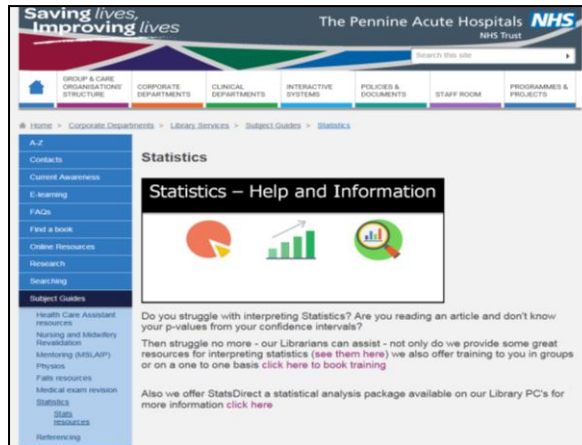 Saving lives,
Improving lives
The Pennine Acute Hospitals NHS
NHS Trust
Search this site
GROUP & CARE
ORGANISATIONS'
STRUCTURE
CORPORATE
DEPARTMENTS
CLINICAL
DEPARTMENTS
INTERACTIVE
SYSTEMS
POLICIES &
DOCUMENTS
STAFF ROOM
PROGRAMMES &
PROJECTS
Home > Corporate Departments > Library Services > Subject Guides > Statistics
A-Z
Contacts
Current Awareness
E-learning
FAQs
Find a book
Online Resources
Research
Searching
Subject Guides
Health Care Assistant
resources
Nursing and Midwifery
Revalidation
Mentoring (MSLAIP)
Physios
Falls resources
Medical exam revision
Statistics
Stats
resources
Referencing
Statistics
Statistics – Help and Information
Do you struggle with interpreting Statistics? Are you reading an article and don't know
your p-values from your confidence intervals?
Then struggle no more - our Librarians can assist - not only do we provide some great
resources for interpreting statistics (see them here) we also offer training to you in groups
or on a one to one basis click here to book training
Also we offer StatsDirect a statistical analysis package available on our Library PC's for
more information click here